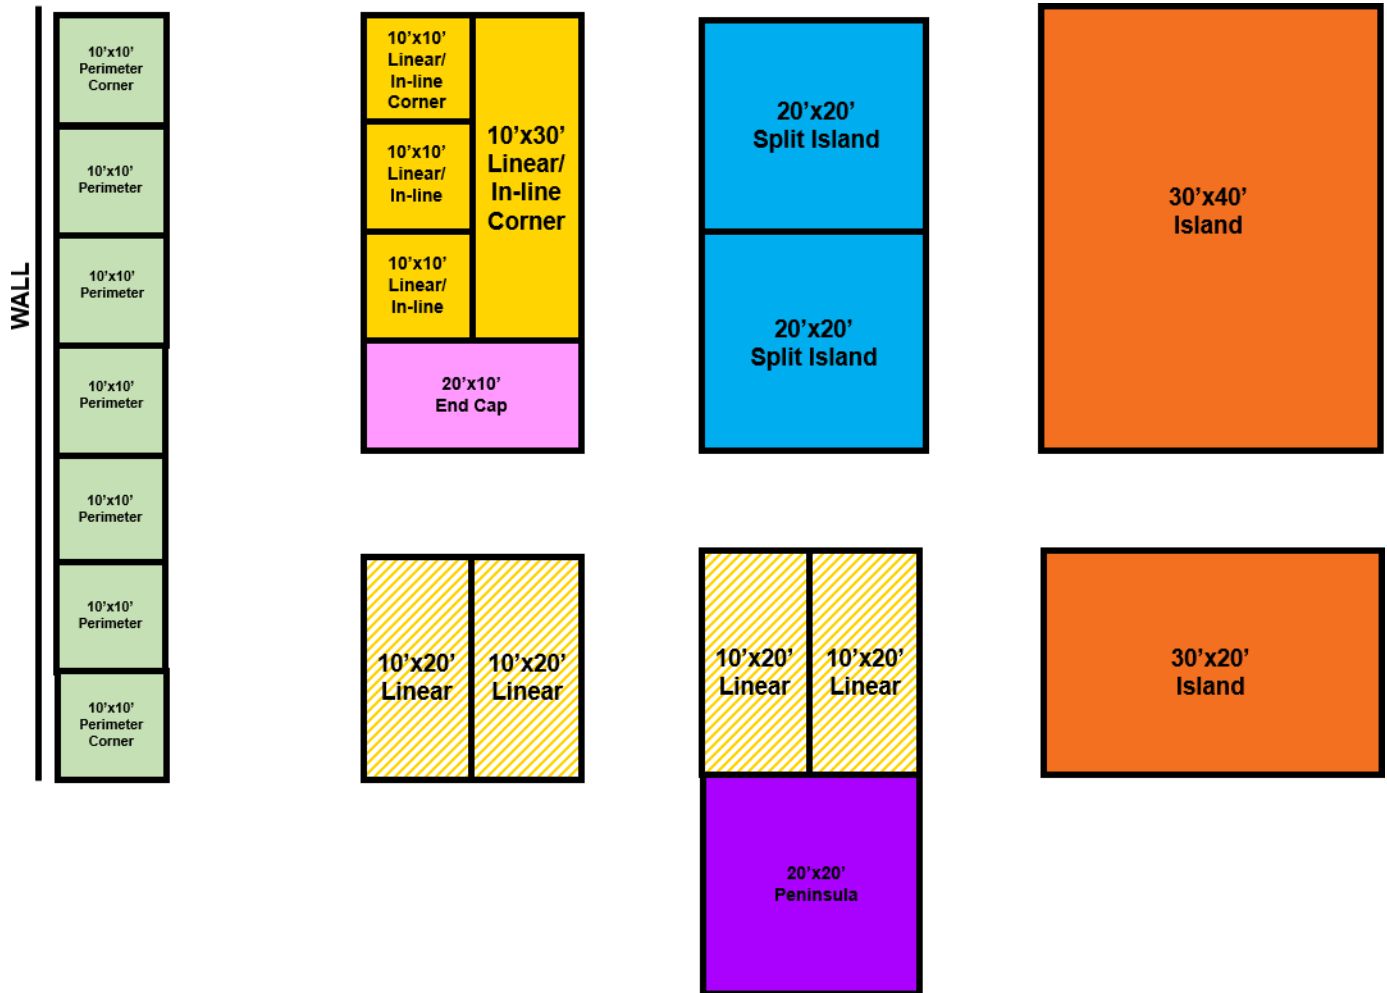 WALL
10’x10’
Perimeter
Corner
10’x10’
Perimeter
10’x10’
Perimeter
10’x10’
Perimeter
10’x10’
Perimeter
10’x10’
Perimeter
10’x10’
Perimeter
Corner
10’x10’
Linear/
In-line
Corner
10’x10’
Linear/
In-line
10’x10’
Linear/
In-line
10’x30’
Linear/
In-line
Corner
20’x10’
End Cap
20’x20’
Split Island
20’x20’
Split Island
30’x40’
Island
10’x20’
Linear
10’x20’
Linear
10’x20’
Linear
10’x20’
Linear
20’x20’
Peninsula
30’x20’
Island